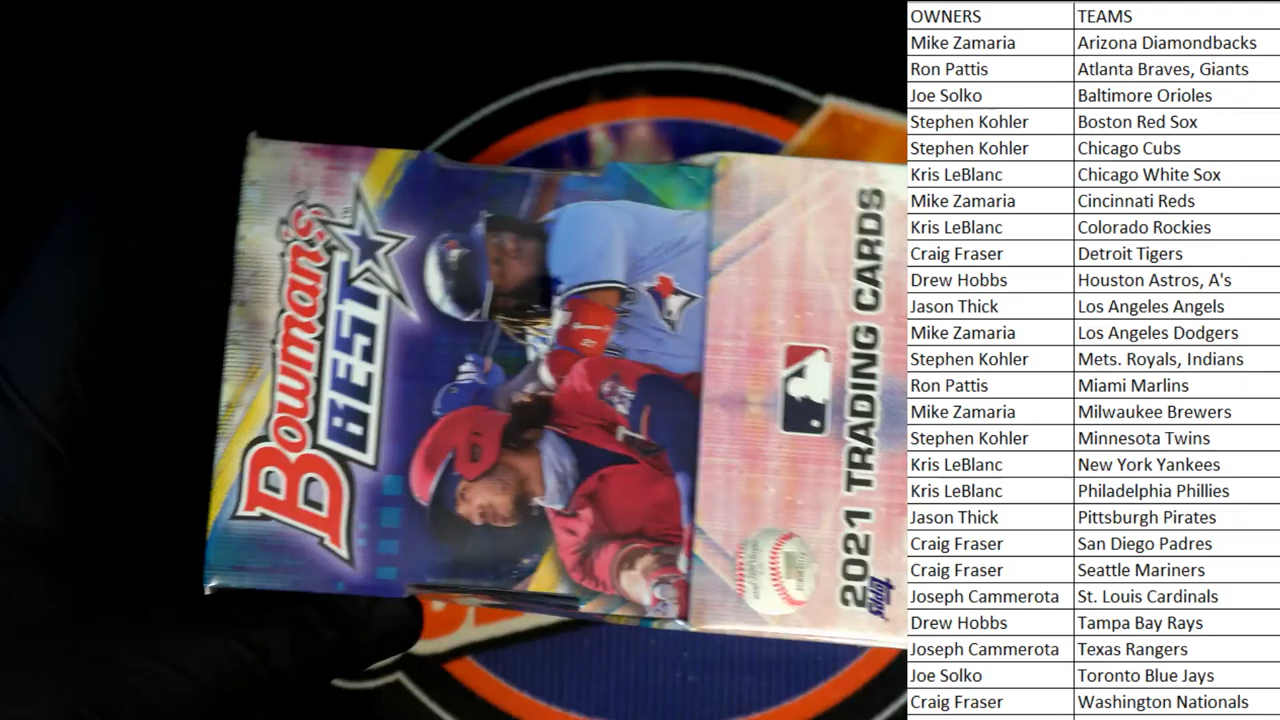 Bowman's
BEST
2021 TRADING CARDS
topps
OWNERS TEAMS
Mike Zamaria Arizona Diamondbacks
Ron Pattis Atlanta Braves, Giants
Joe Solko Baltimore Orioles
Stephen Kohler Boston Red Sox
Stephen Kohler Chicago Cubs
Kris LeBlanc Chicago White Sox
Mike Zamaria Cincinnati Reds
Kris LeBlanc Colorado Rockies
Craig Fraser Detroit Tigers
Drew Hobbs Houston Astros, A's
Jason Thick Los Angeles Angels
Mike Zamaria Los Angeles Dodgers
Stephen Kohler Mets. Royals, Indians
Ron Pattis Miami Marlins
Mike Zamaria Milwaukee Brewers
Stephen Kohler Minnesota Twins
Kris LeBlanc New York Yankees
Kris LeBlanc Philadelphia Phillies
Jason Thick Pittsburgh Pirates
Craig Fraser San Diego Padres
Craig Fraser Seattle Mariners
Joseph Cammerota St. Louis Cardinals
Drew Hobbs Tampa Bay Rays
Joseph Cammerota Texas Rangers
Joe Solko Toronto Blue Jays
Craig Fraser Washington Nationals